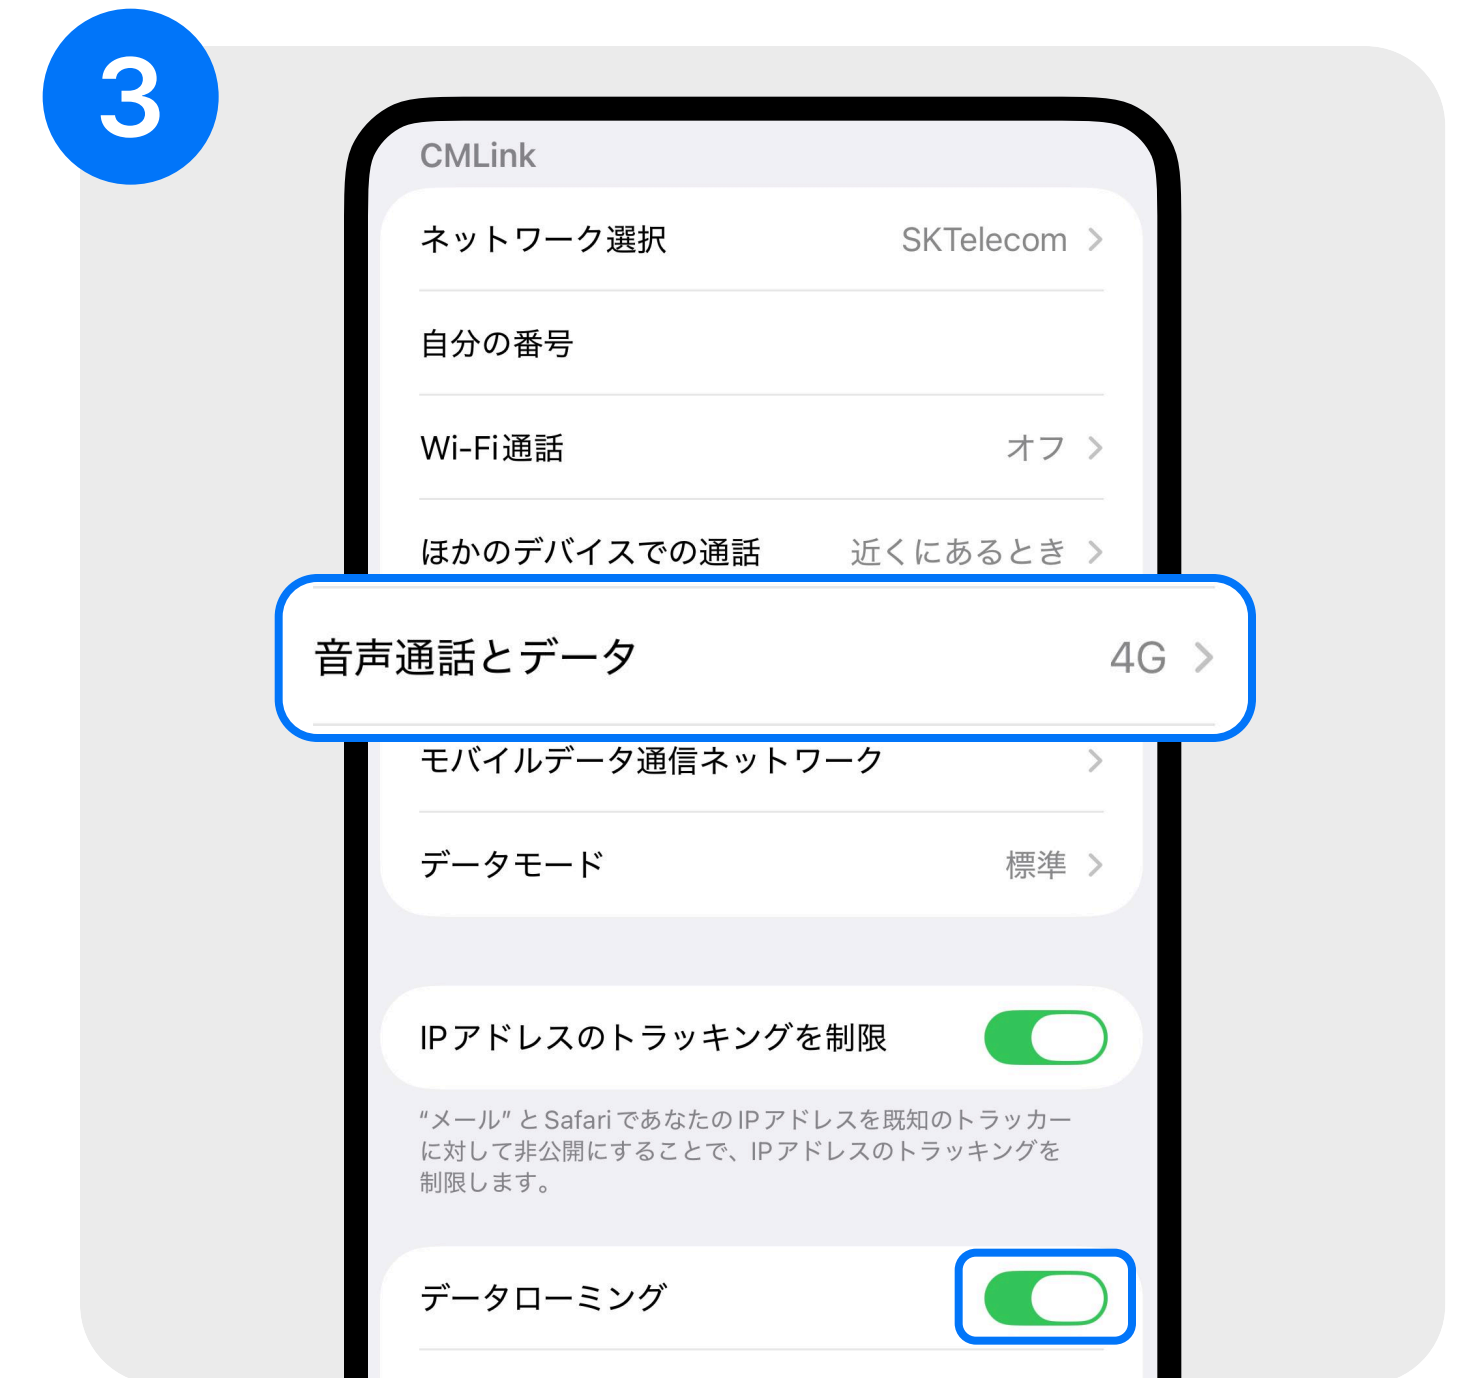 3
CMLink
ネットワーク選択 SKTelecom
自分の番号
Wi-Fi通話 オフ
ほかのデバイスでの通話 近くにあるとき
音声通話とデータ 4G
モバイルデータ通信ネットワーク
データモード 標準
IPアドレスのトラッキングを制限
“メール” とSafariであなたのIPアドレスを既知のトラッカー
に対して非公開にすることで、IPアドレスのトラッキングを
制限します。
データローミング